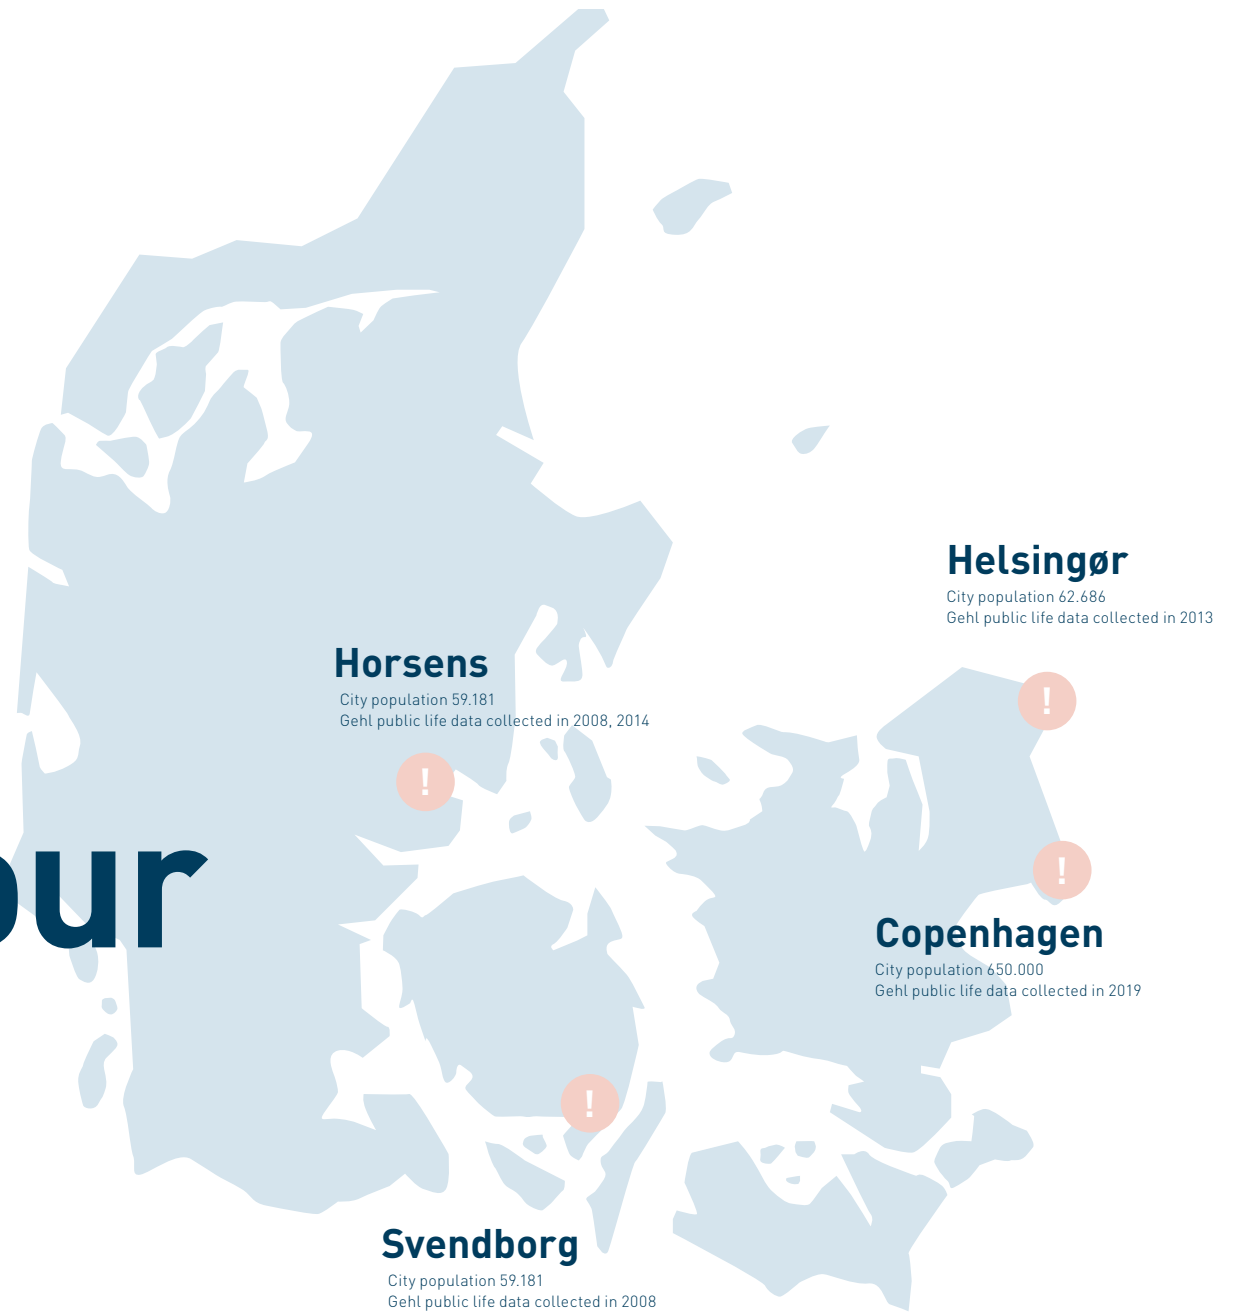 Helsingør
City population 62.686
Gehl public life data collected in 2013
Horsens
City population 59.181
Gehl public life data collected in 2008, 2014
!
!
our
!
Copenhagen
City population 650.000
Gehl public life data collected in 2019
!
Svendborg
City population 59.181
Gehl public life data collected in 2008